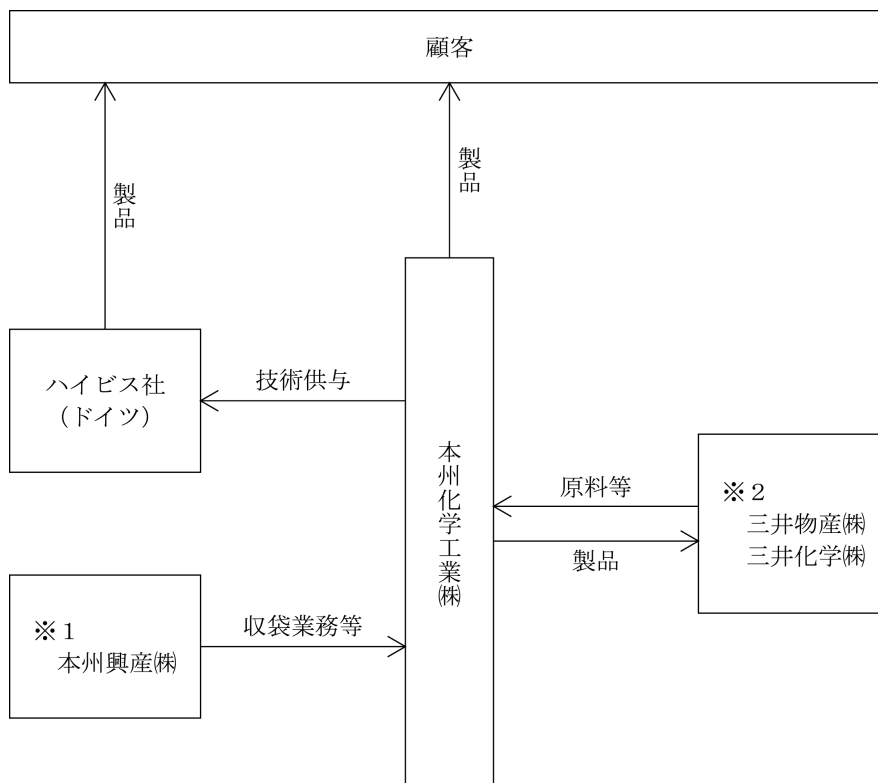 顧客
製品
製品
ハイビス社
(ドイツ)
技術供与
本州化学工業㈱
原料等
製品
※2
三井物産㈱
三井化学㈱
※1
本州興産㈱
収袋業務等